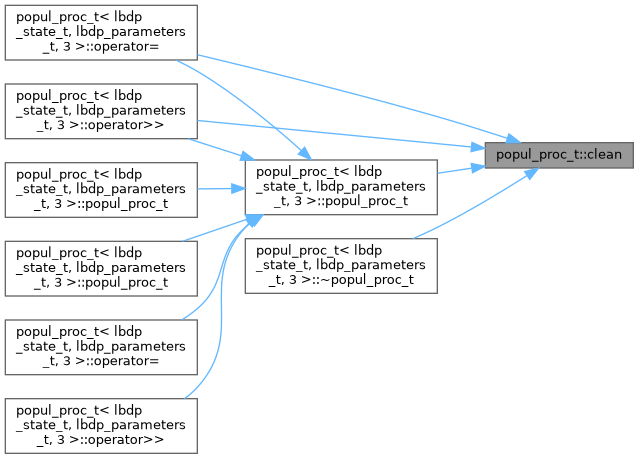 popul_proc_t< lbdp
_state_t, lbdp_parameters
_t, 3 >::operator=
popul_proc_t< lbdp
_state_t, lbdp_parameters
_t, 3 >::operator>>
popul_proc_t< lbdp
_state_t, lbdp_parameters
_t, 3 >::popul_proc_t
popul_proc_t< lbdp
_state_t, lbdp_parameters
_t, 3 >::popul_proc_t
popul_proc_t< lbdp
_state_t, lbdp_parameters
_t, 3 >::operator=
popul_proc_t< lbdp
_state_t, lbdp_parameters
_t, 3 >::operator>>
popul_proc_t< lbdp
_state_t, lbdp_parameters
_t, 3 >::popul_proc_t
popul_proc_t< lbdp
_state_t, lbdp_parameters
_t, 3 >::~popul_proc_t
popul_proc_t::clean